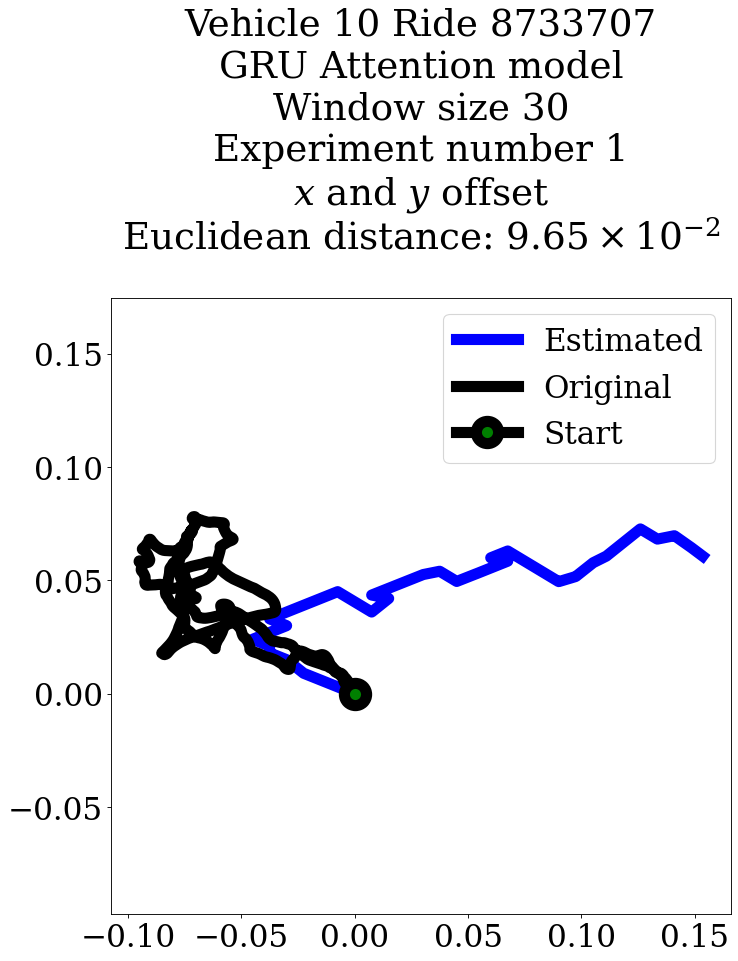 Vehicle 10 Ride 8733707
GRU Attention model
Window size 30
Experiment number 1
x and y offset
Euclidean distance: 9.65 × 10⁻²
Estimated
Original
Start
0.15
0.10
0.05
0.00
−0.05
−0.10 −0.05 0.00 0.05 0.10 0.15